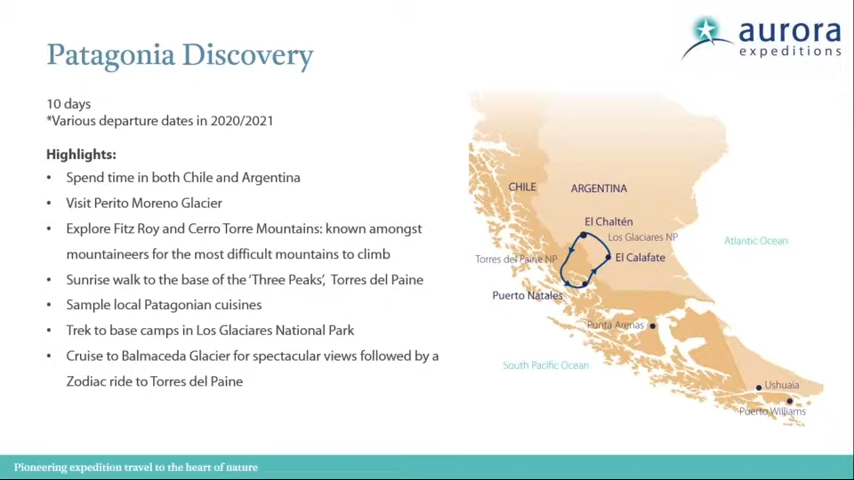 Patagonia Discovery
aurora
expeditions
10 days
*Various departure dates in 2020/2021
Highlights:
• Spend time in both Chile and Argentina
• Visit Perito Moreno Glacier
• Explore Fitz Roy and Cerro Torre Mountains: known amongst
mountaineers for the most difficult mountains to climb
• Sunrise walk to the base of the ‘Three Peaks’, Torres del Paine
• Sample local Patagonian cuisines
• Trek to base camps in Los Glaciares National Park
• Cruise to Balmaceda Glacier for spectacular views followed by a
Zodiac ride to Torres del Paine
CHILE
ARGENTINA
El Chaltén
Los Glaciares NP
Atlantic Ocean
Torres del Paine NP
El Calafate
Puerto Natales
Punta Arenas
South Pacific Ocean
Ushuaia
Puerto Williams
Pioneering expedition travel to the heart of nature